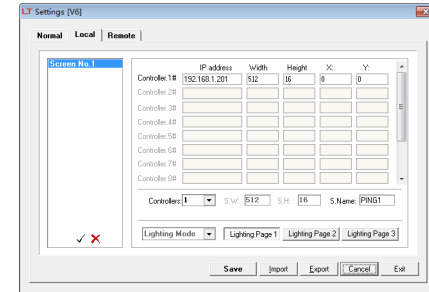 LT Settings [V6]
Normal Local Remote
Screen No.1
IP address Width Height X: Y:
Controller.1# 192.168.1.201 512 16 0 0
Controller.2#
Controller.3#
Controller.4#
Controller.5#
Controller.6#
Controller.7#
Controller.8#
Controllers: 1 S.W: 512 S.H: 16 S.Name: PING1
Lighting Mode Lighting Page 1 Lighting Page 2 Lighting Page 3
Save Import Export Cancel Exit